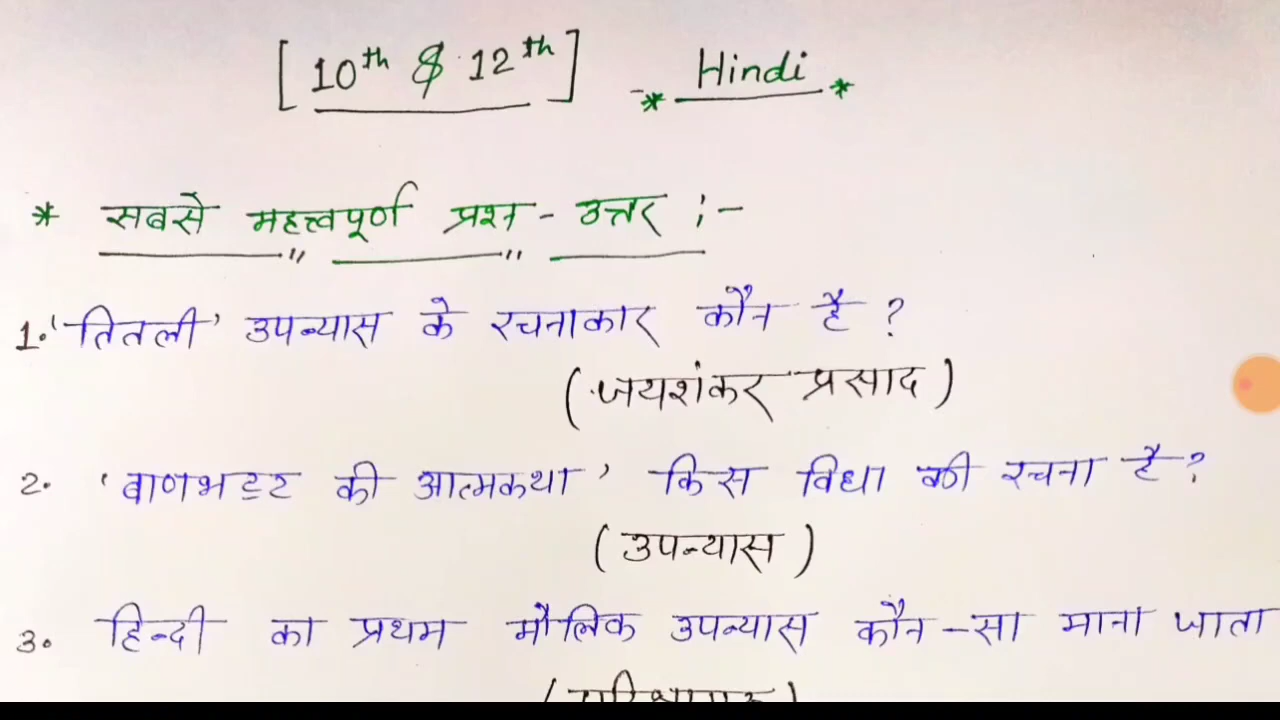 [ 10th & 12th ] - * Hindi *
* सबसे महत्त्वपूर्ण प्रश्न - उत्तर :-
1. 'तितली' उपन्यास के रचनाकार कौन है ?
(जयशंकर प्रसाद)
2. 'बाणभट्ट की आत्मकथा' किस विधा की रचना है ?
(उपन्यास)
3. हिन्दी का प्रथम मौलिक उपन्यास कौन-सा माना जाता